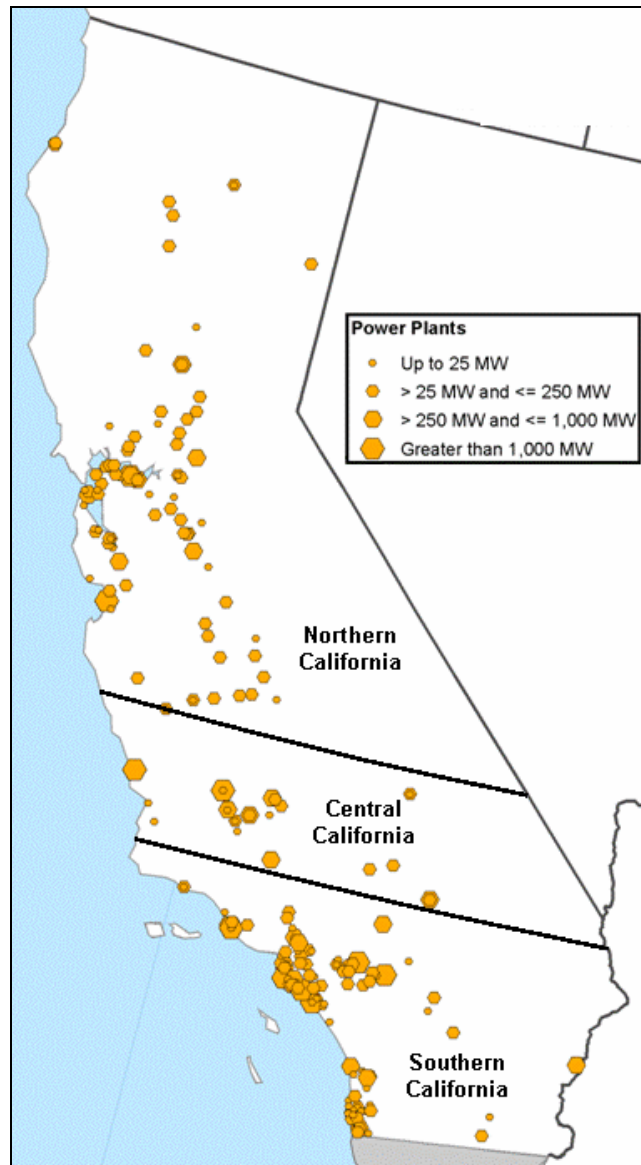 Power Plants
Up to 25 MW
> 25 MW and <= 250 MW
> 250 MW and <= 1,000 MW
Greater than 1,000 MW
Northern
California
Central
California
Southern
California